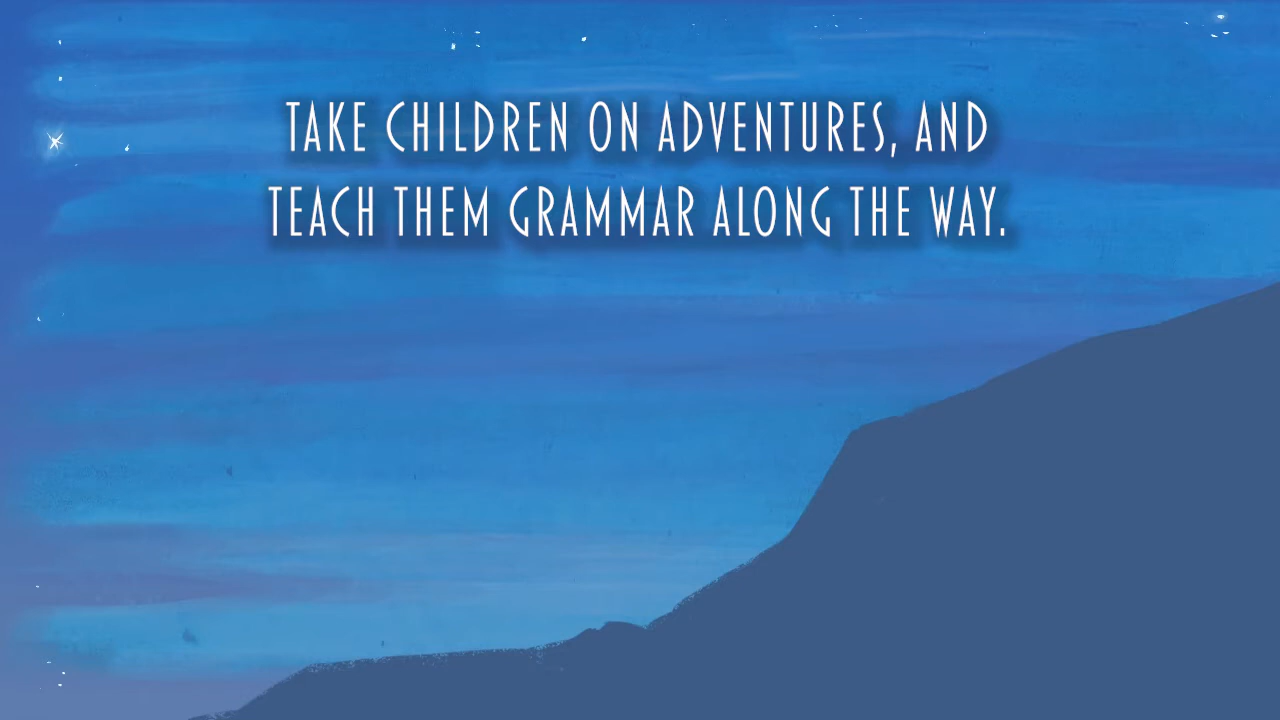 TAKE CHILDREN ON ADVENTURES, AND
TEACH THEM GRAMMAR ALONG THE WAY.